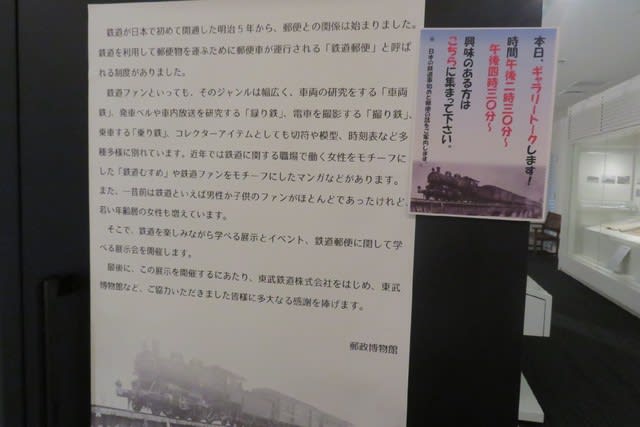 鉄道が日本で初めて開通した明治５年から、郵便との関係は始まりました。
鉄道を利用して郵便物を運ぶために郵便車が運行される「鉄道郵便」と呼ば
れる制度がありました。
鉄道ファンといっても、そのジャンルは幅広く、車両の研究をする「車両
鉄」、発車ベルや車内放送を研究する「録り鉄」、電車を撮影する「撮り鉄」、
乗車する「乗り鉄」、コレクターアイテムとしても切符や模型、時刻表など多
種多様に別れています。近年では鉄道に関する職場で働く女性をモチーフに
した「鉄道むすめ」や鉄道ファンをモチーフにしたマンガなどがあります。
また、一昔前は鉄道といえば男性か子供のファンがほとんどであったけれど、
若い年齢層の女性も増えています。
そこで、鉄道を楽しみながら学べる展示とイベント、鉄道郵便に関して学
べる展示会を開催します。
最後に、この展示を開催するにあたり、東武鉄道株式会社をはじめ、東武
博物館など、ご協力いただきました皆様に多大なる感謝を捧げます。
郵政博物館
本日、ギャラリートークします！
時間 午後二時三〇分～
午後四時三〇分～
興味のある方は
こちらに集まって下さい。